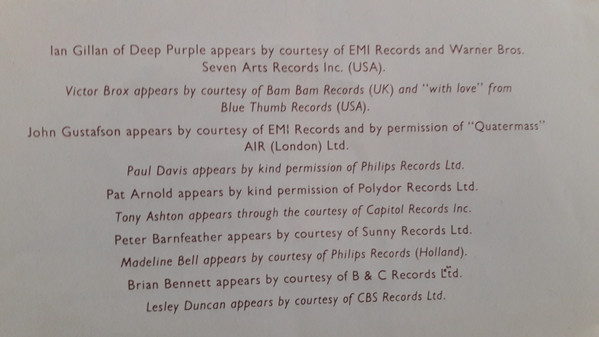 Ian Gillan of Deep Purple appears by courtesy of EMI Records and Warner Bros.
Seven Arts Records Inc. (USA).
Victor Brox appears by courtesy of Bam Bam Records (UK) and "with love" from
Blue Thumb Records (USA).
John Gustafson appears by courtesy of EMI Records and by permission of "Quatermass"
AIR (London) Ltd.
Paul Davis appears by kind permission of Philips Records Ltd.
Pat Arnold appears by kind permission of Polydor Records Ltd.
Tony Ashton appears through the courtesy of Capitol Records Inc.
Peter Barnfeather appears by courtesy of Sunny Records Ltd.
Madeline Bell appears by courtesy of Philips Records (Holland).
Brian Bennett appears by courtesy of B & C Records Ltd.
Lesley Duncan appears by courtesy of CBS Records Ltd.